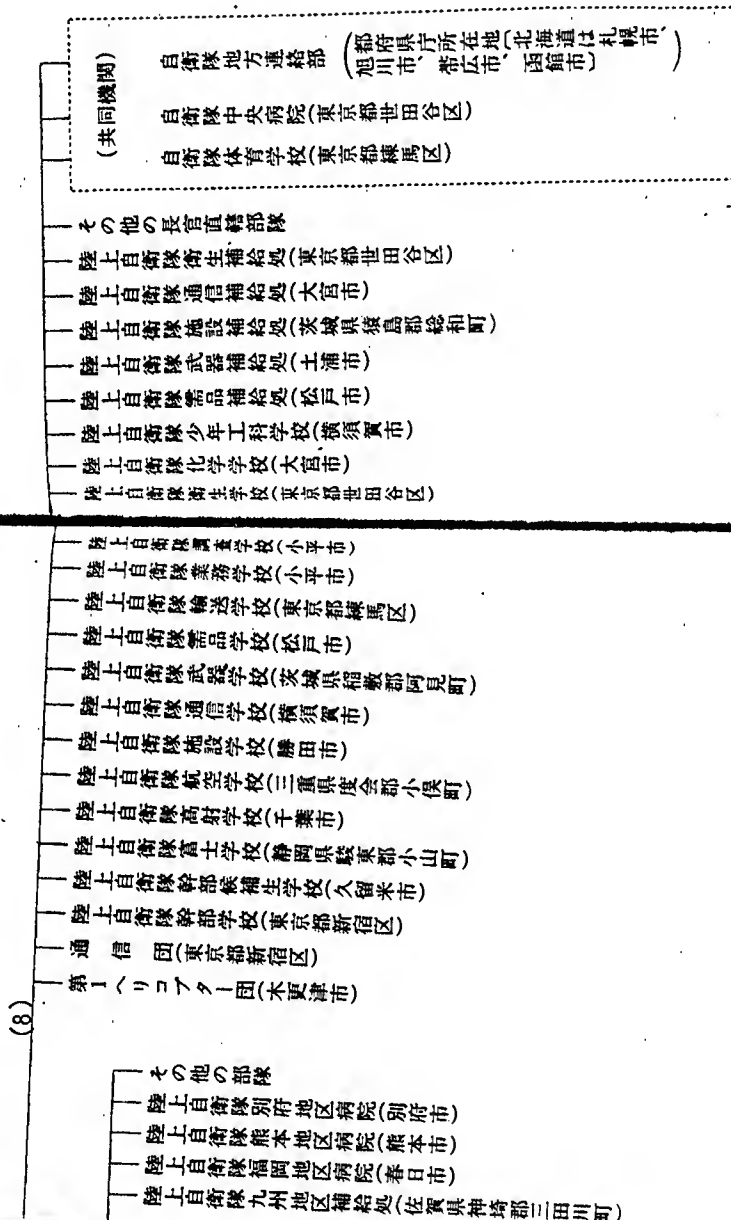 (共同機関)
自衛隊地方連絡部(都府県庁所在地〔北海道は札幌市、
旭川市、帯広市、函館市〕)
自衛隊中央病院(東京都世田谷区)
自衛隊体育学校(東京都練馬区)
その他の長官直轄部隊
陸上自衛隊衛生補給処(東京都世田谷区)
陸上自衛隊通信補給処(大宮市)
陸上自衛隊施設補給処(茨城県猿島郡総和町)
陸上自衛隊武器補給処(土浦市)
陸上自衛隊需品補給処(松戸市)
陸上自衛隊少年工科学校(横須賀市)
陸上自衛隊化学学校(大宮市)
陸上自衛隊衛生学校(東京都世田谷区)
陸上自衛隊調査学校(小平市)
陸上自衛隊業務学校(小平市)
陸上自衛隊輸送学校(東京都練馬区)
陸上自衛隊需品学校(松戸市)
陸上自衛隊武器学校(茨城県稲敷郡阿見町)
陸上自衛隊通信学校(横須賀市)
陸上自衛隊施設学校(勝田市)
陸上自衛隊航空学校(三重県度会郡小俣町)
陸上自衛隊高射学校(千葉市)
陸上自衛隊富士学校(静岡県駿東郡小山町)
陸上自衛隊幹部候補生学校(久留米市)
陸上自衛隊幹部学校(東京都新宿区)
通信団(東京都新宿区)
第1ヘリコプター団(木更津市)
(8)
その他の部隊
陸上自衛隊別府地区病院(別府市)
陸上自衛隊熊本地区病院(熊本市)
陸上自衛隊福岡地区病院(春日市)
陸上自衛隊九州地区補給処(佐賀県神埼郡三田川町)